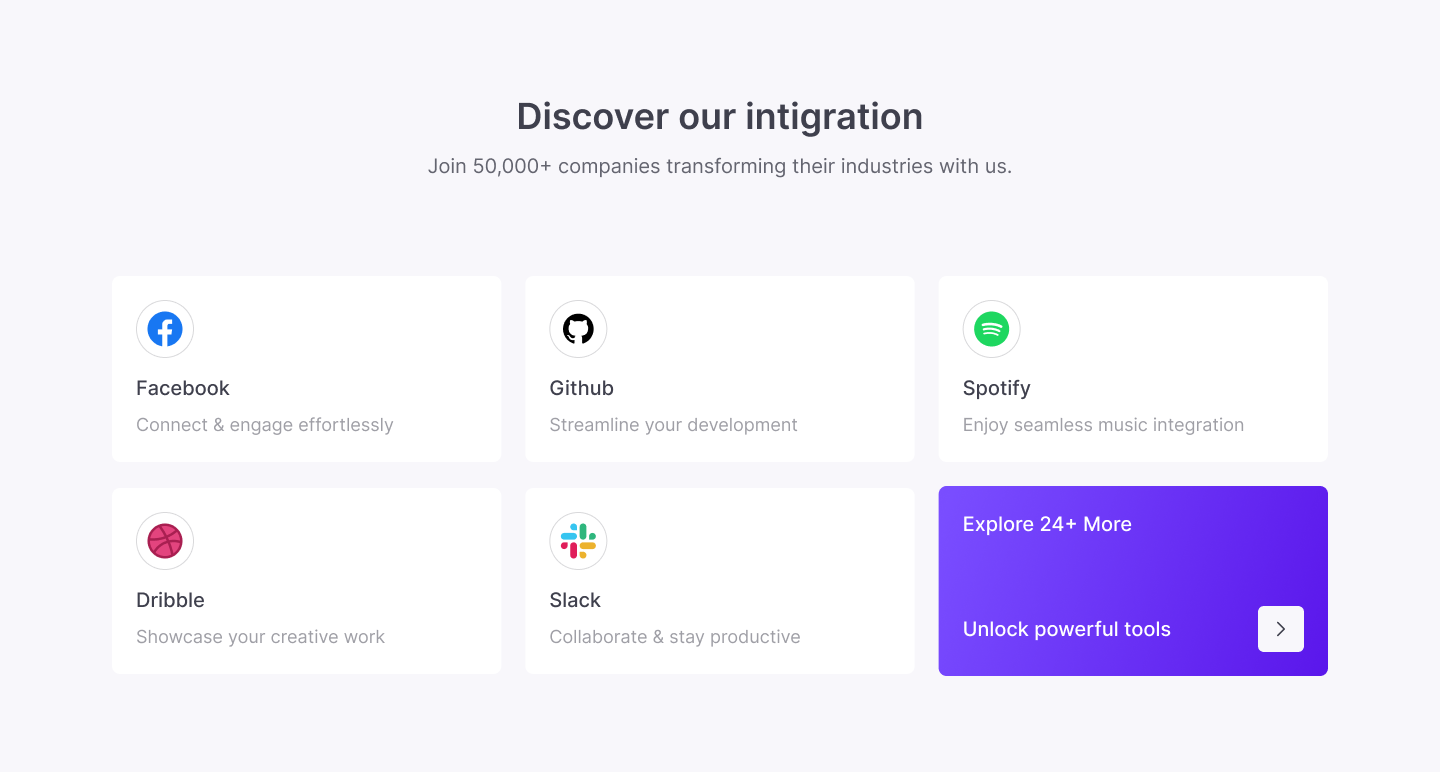 Discover our intigration
Join 50,000+ companies transforming their industries with us.
Facebook
Connect & engage effortlessly
Github
Streamline your development
Spotify
Enjoy seamless music integration
Dribble
Showcase your creative work
Slack
Collaborate & stay productive
Explore 24+ More
Unlock powerful tools